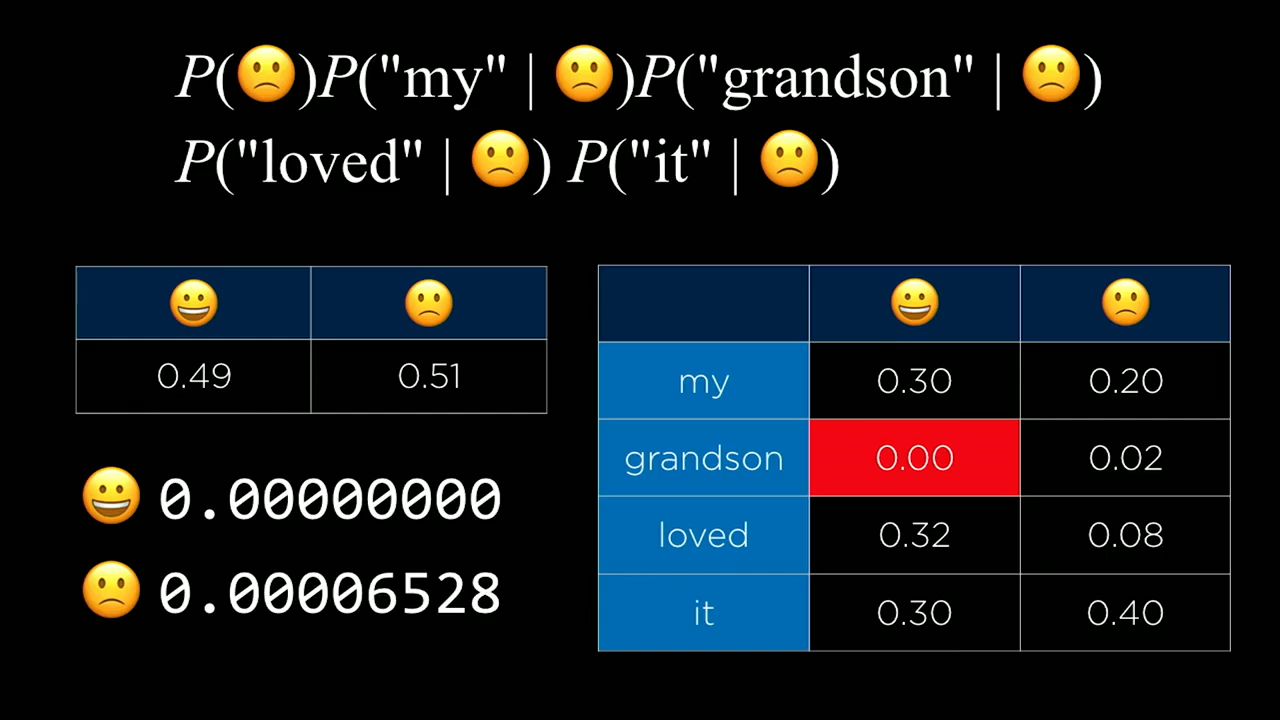 P(🙁)P("my" | 🙁)P("grandson" | 🙁)
P("loved" | 🙁) P("it" | 🙁)
😀 🙁
0.49 0.51
😀 0.00000000
🙁 0.00006528
😀 🙁
my 0.30 0.20
grandson 0.00 0.02
loved 0.32 0.08
it 0.30 0.40